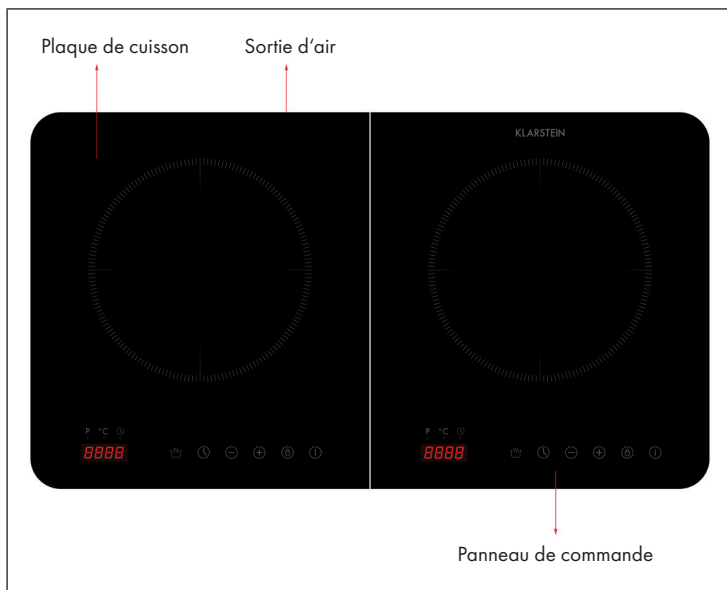 Plaque de cuisson Sortie d‘air
KLARSTEIN
P °C P °C
8888 8888
Panneau de commande